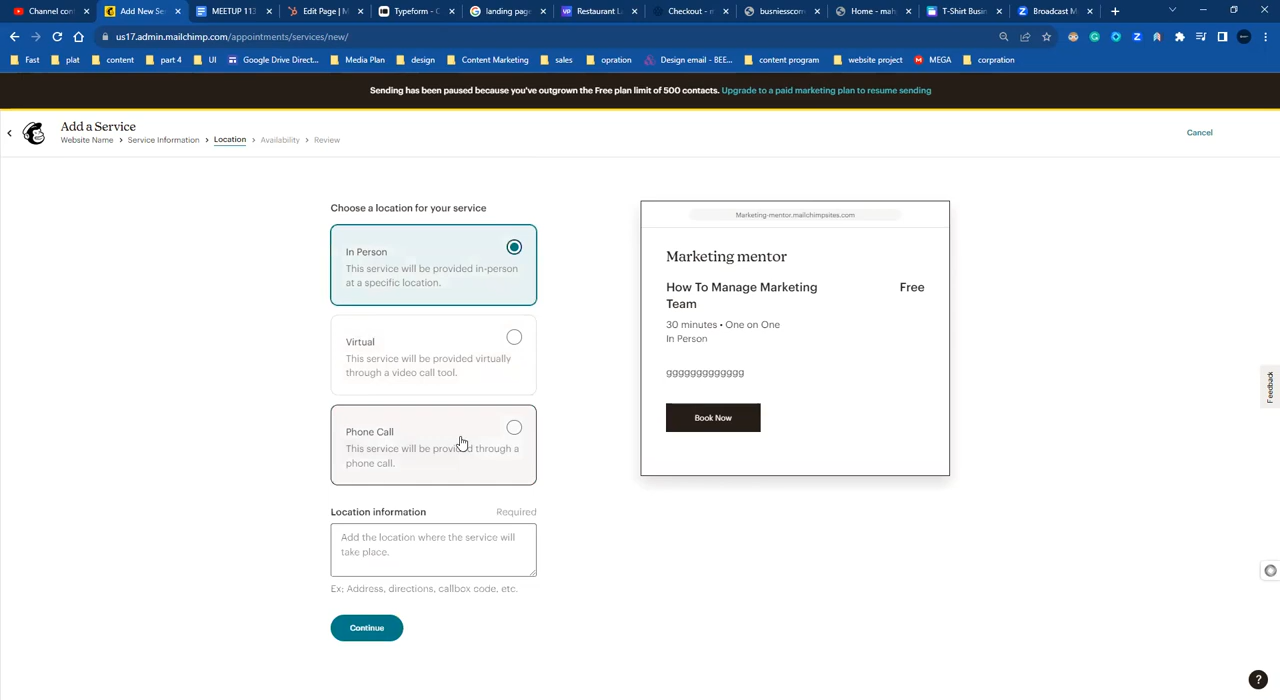 Channel con
Add New Se
MEETUP 113
Edit Page | M
Typeform - C
landing page
Restaurant L
Checkout - n
busniessconv
Home - mah
T-Shirt Busin
Broadcast M
us17.admin.mailchimp.com/appointments/services/new/
Fast
plat
content
part 4
UI
Google Drive Direct...
Media Plan
design
Content Marketing
sales
opration
Design email - BEE...
content program
website project
MEGA
corpration
Sending has been paused because you've outgrown the Free plan limit of 500 contacts. Upgrade to a paid marketing plan to resume sending
Add a Service
Website Name > Service Information > Location > Availability > Review
Cancel
Choose a location for your service
In Person
This service will be provided in-person
at a specific location.
Virtual
This service will be provided virtually
through a video call tool.
Phone Call
This service will be provided through a
phone call.
Location information
Required
Add the location where the service will
take place.
Ex: Address, directions, callbox code, etc.
Continue
Marketing-mentor.mailchimpsites.com
Marketing mentor
How To Manage Marketing
Team
Free
30 minutes • One on One
In Person
ggggggggggggg
Book Now
Feedback
?